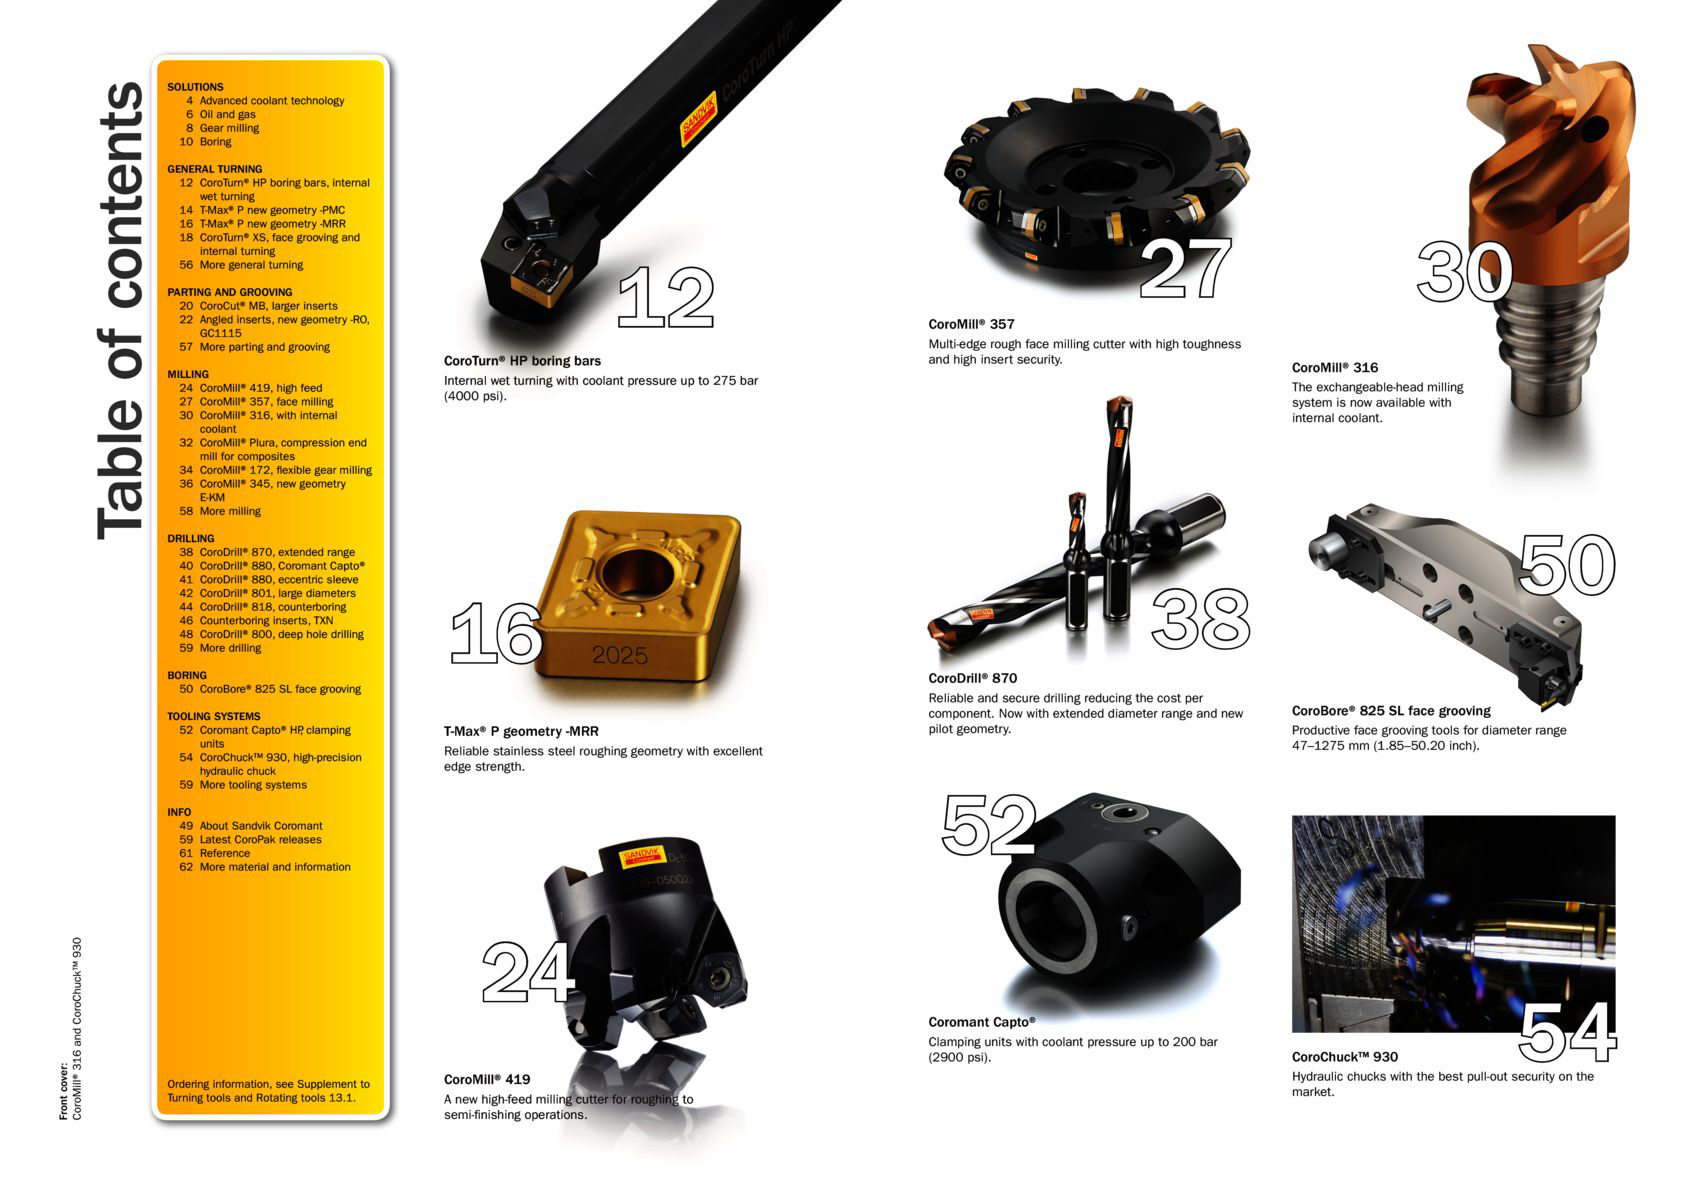 Table of contents
SOLUTIONS
4 Advanced coolant technology
6 Oil and gas
8 Gear milling
10 Boring
GENERAL TURNING
12 CoroTurn® HP boring bars, internal
wet turning
14 T-Max® P new geometry -PMC
16 T-Max® P new geometry -MRR
18 CoroTurn® XS, face grooving and
internal turning
56 More general turning
PARTING AND GROOVING
20 CoroCut® MB, larger inserts
22 Angled inserts, new geometry -RO,
GC1115
57 More parting and grooving
MILLING
24 CoroMill® 419, high feed
27 CoroMill® 357, face milling
30 CoroMill® 316, with internal
coolant
32 CoroMill® Plura, compression end
mill for composites
34 CoroMill® 172, flexible gear milling
36 CoroMill® 345, new geometry
E-KM
58 More milling
DRILLING
38 CoroDrill® 870, extended range
40 CoroDrill® 880, Coromant Capto®
41 CoroDrill® 880, eccentric sleeve
42 CoroDrill® 801, large diameters
44 CoroDrill® 818, counterboring
46 Counterboring inserts, TXN
48 CoroDrill® 800, deep hole drilling
59 More drilling
BORING
50 CoroBore® 825 SL face grooving
TOOLING SYSTEMS
52 Coromant Capto® HP, clamping
units
54 CoroChuck™ 930, high-precision
hydraulic chuck
59 More tooling systems
INFO
49 About Sandvik Coromant
59 Latest CoroPak releases
61 Reference
62 More material and information
Ordering information, see Supplement to
Turning tools and Rotating tools 13.1.
Front cover:
CoroMill® 316 and CoroChuck™ 930
CoroTurn HP
SANDVIK
Coromant
12
CoroTurn® HP boring bars
Internal wet turning with coolant pressure up to 275 bar
(4000 psi).
2025
16
T-Max® P geometry -MRR
Reliable stainless steel roughing geometry with excellent
edge strength.
SANDVIK
Coromant
24
CoroMill® 419
A new high-feed milling cutter for roughing to
semi-finishing operations.
27
CoroMill® 357
Multi-edge rough face milling cutter with high toughness
and high insert security.
SANDVIK
38
CoroDrill® 870
Reliable and secure drilling reducing the cost per
component. Now with extended diameter range and new
pilot geometry.
52
Coromant Capto®
Clamping units with coolant pressure up to 200 bar
(2900 psi).
30
CoroMill® 316
The exchangeable-head milling
system is now available with
internal coolant.
50
CoroBore® 825 SL face grooving
Productive face grooving tools for diameter range
47–1275 mm (1.85–50.20 inch).
54
CoroChuck™ 930
Hydraulic chucks with the best pull-out security on the
market.